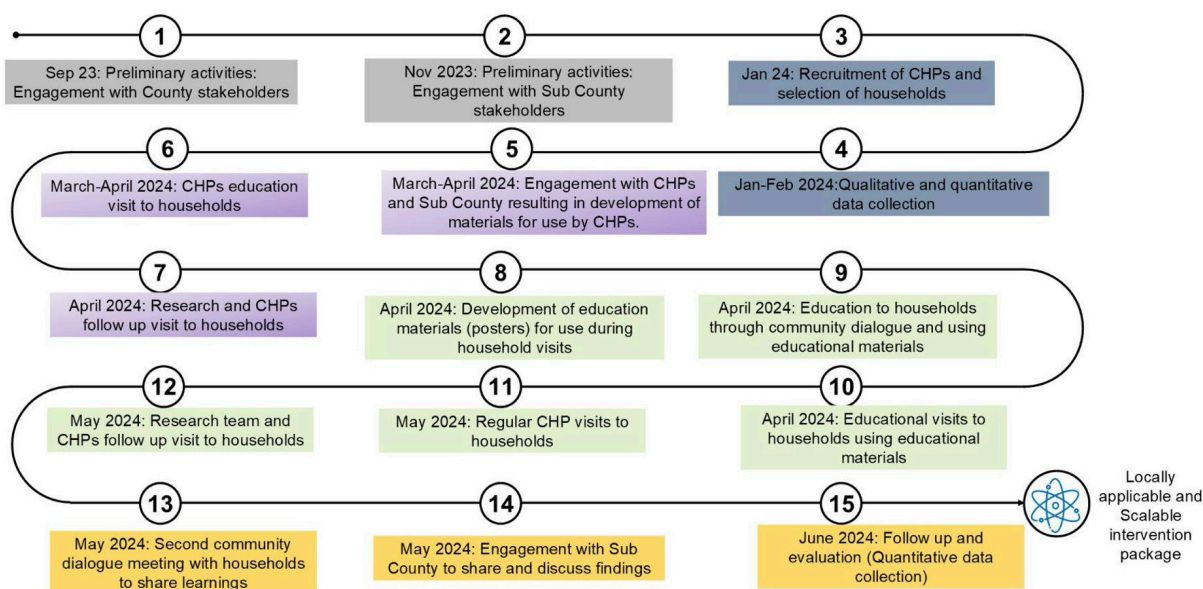 1
Sep 23: Preliminary activities:
Engagement with County stakeholders
2
Nov 2023: Preliminary activities:
Engagement with Sub County
stakeholders
3
Jan 24: Recruitment of CHPs and
selection of households
4
Jan-Feb 2024:Qualitative and quantitative
data collection
5
March-April 2024: Engagement with CHPs
and Sub County resulting in development of
materials for use by CHPs.
6
March-April 2024: CHPs education
visit to households
7
April 2024: Research and CHPs
follow up visit to households
8
April 2024: Development of education
materials (posters) for use during
household visits
9
April 2024: Education to households
through community dialogue and using
educational materials
10
April 2024: Educational visits to
households using educational
materials
11
May 2024: Regular CHP visits to
households
12
May 2024: Research team and
CHPs follow up visit to households
13
May 2024: Second community
dialogue meeting with households
to share learnings
14
May 2024: Engagement with Sub
County to share and discuss findings
15
June 2024: Follow up and
evaluation (Quantitative data
collection)
Locally
applicable and
Scalable
intervention
package